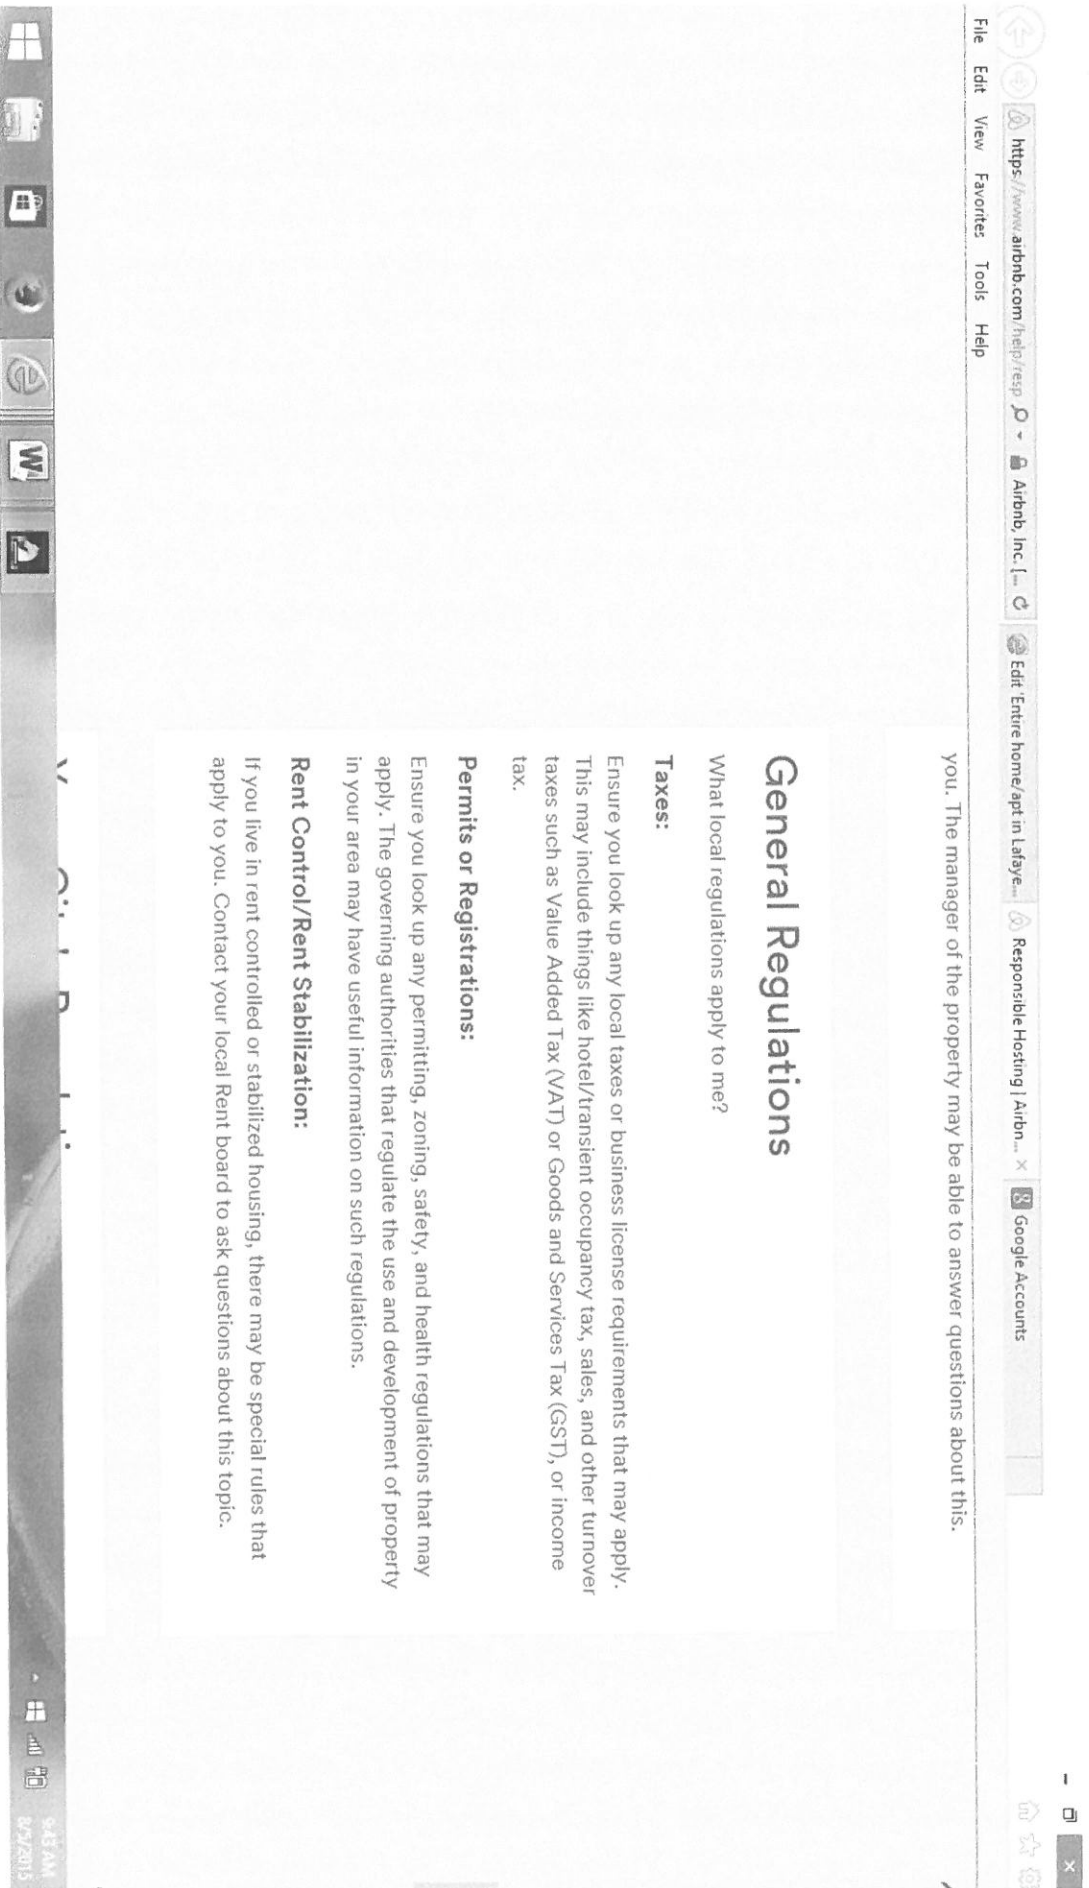 https://www.airbnb.com/help/resp
Airbnb, Inc. [...
Edit 'Entire home/apt in Lafaye...
Responsible Hosting | Airbn...
Google Accounts
File Edit View Favorites Tools Help
you. The manager of the property may be able to answer questions about this.
General Regulations
What local regulations apply to me?
Taxes:
Ensure you look up any local taxes or business license requirements that may apply.
This may include things like hotel/transient occupancy tax, sales, and other turnover
taxes such as Value Added Tax (VAT) or Goods and Services Tax (GST), or income
tax.
Permits or Registrations:
Ensure you look up any permitting, zoning, safety, and health regulations that may
apply. The governing authorities that regulate the use and development of property
in your area may have useful information on such regulations.
Rent Control/Rent Stabilization:
If you live in rent controlled or stabilized housing, there may be special rules that
apply to you. Contact your local Rent board to ask questions about this topic.
9:43 AM
8/5/2015